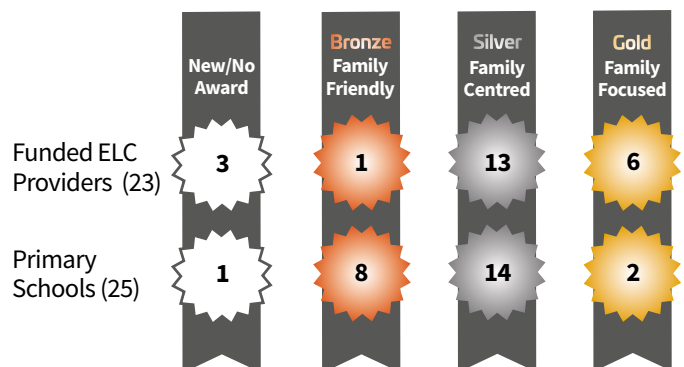 New/No
Award
Bronze
Family
Friendly
Silver
Family
Centred
Gold
Family
Focused
Funded ELC
Providers (23)
3
1
13
6
Primary
Schools (25)
1
8
14
2